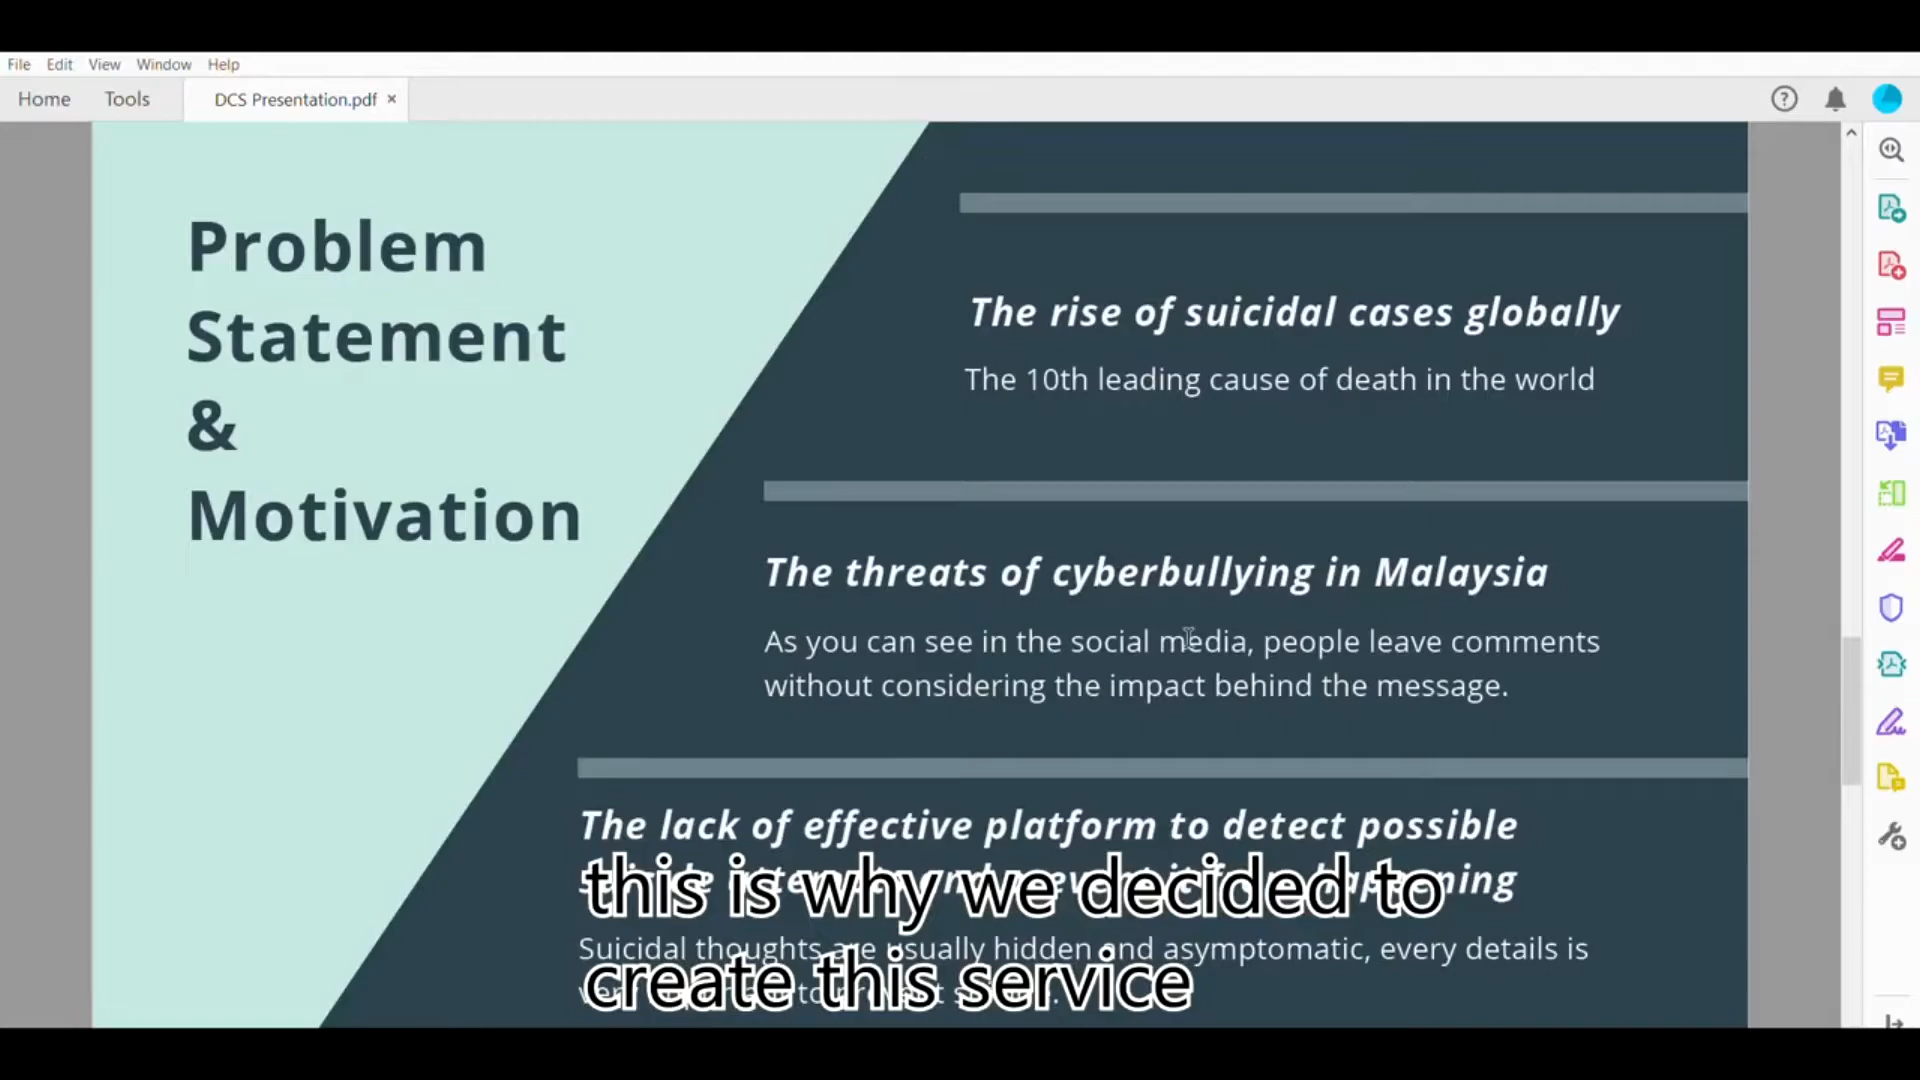 File Edit View Window Help
Home Tools DCS Presentation.pdf ×
Problem
Statement
&
Motivation
The rise of suicidal cases globally
The 10th leading cause of death in the world
The threats of cyberbullying in Malaysia
As you can see in the social media, people leave comments
without considering the impact behind the message.
The lack of effective platform to detect possible
this is why we decided to
Suicidal thoughts are usually hidden and asymptomatic, every details is
create this service